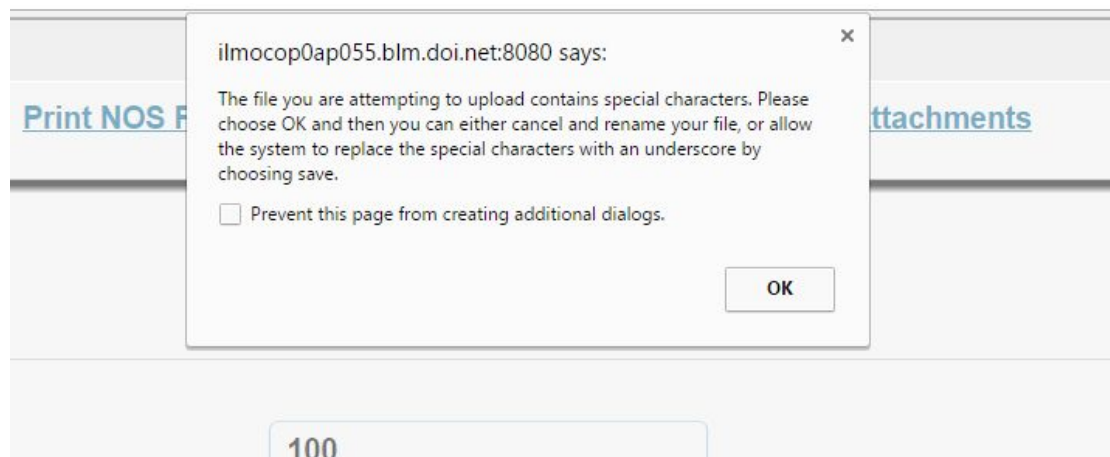 ilmocop0ap055.blm.doi.net:8080 says:
The file you are attempting to upload contains special characters. Please
choose OK and then you can either cancel and rename your file, or allow
the system to replace the special characters with an underscore by
choosing save.
Prevent this page from creating additional dialogs.
OK
Print NOS F
ttachments
100